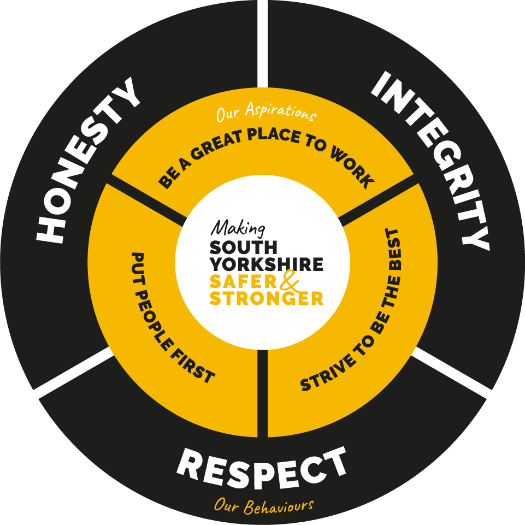 HONESTY
INTEGRITY
Our Aspirations
BE A GREAT PLACE TO WORK
Making
SOUTH
YORKSHIRE
SAFER &
STRONGER
PUT PEOPLE FIRST
STRIVE TO BE THE BEST
RESPECT
Our Behaviours